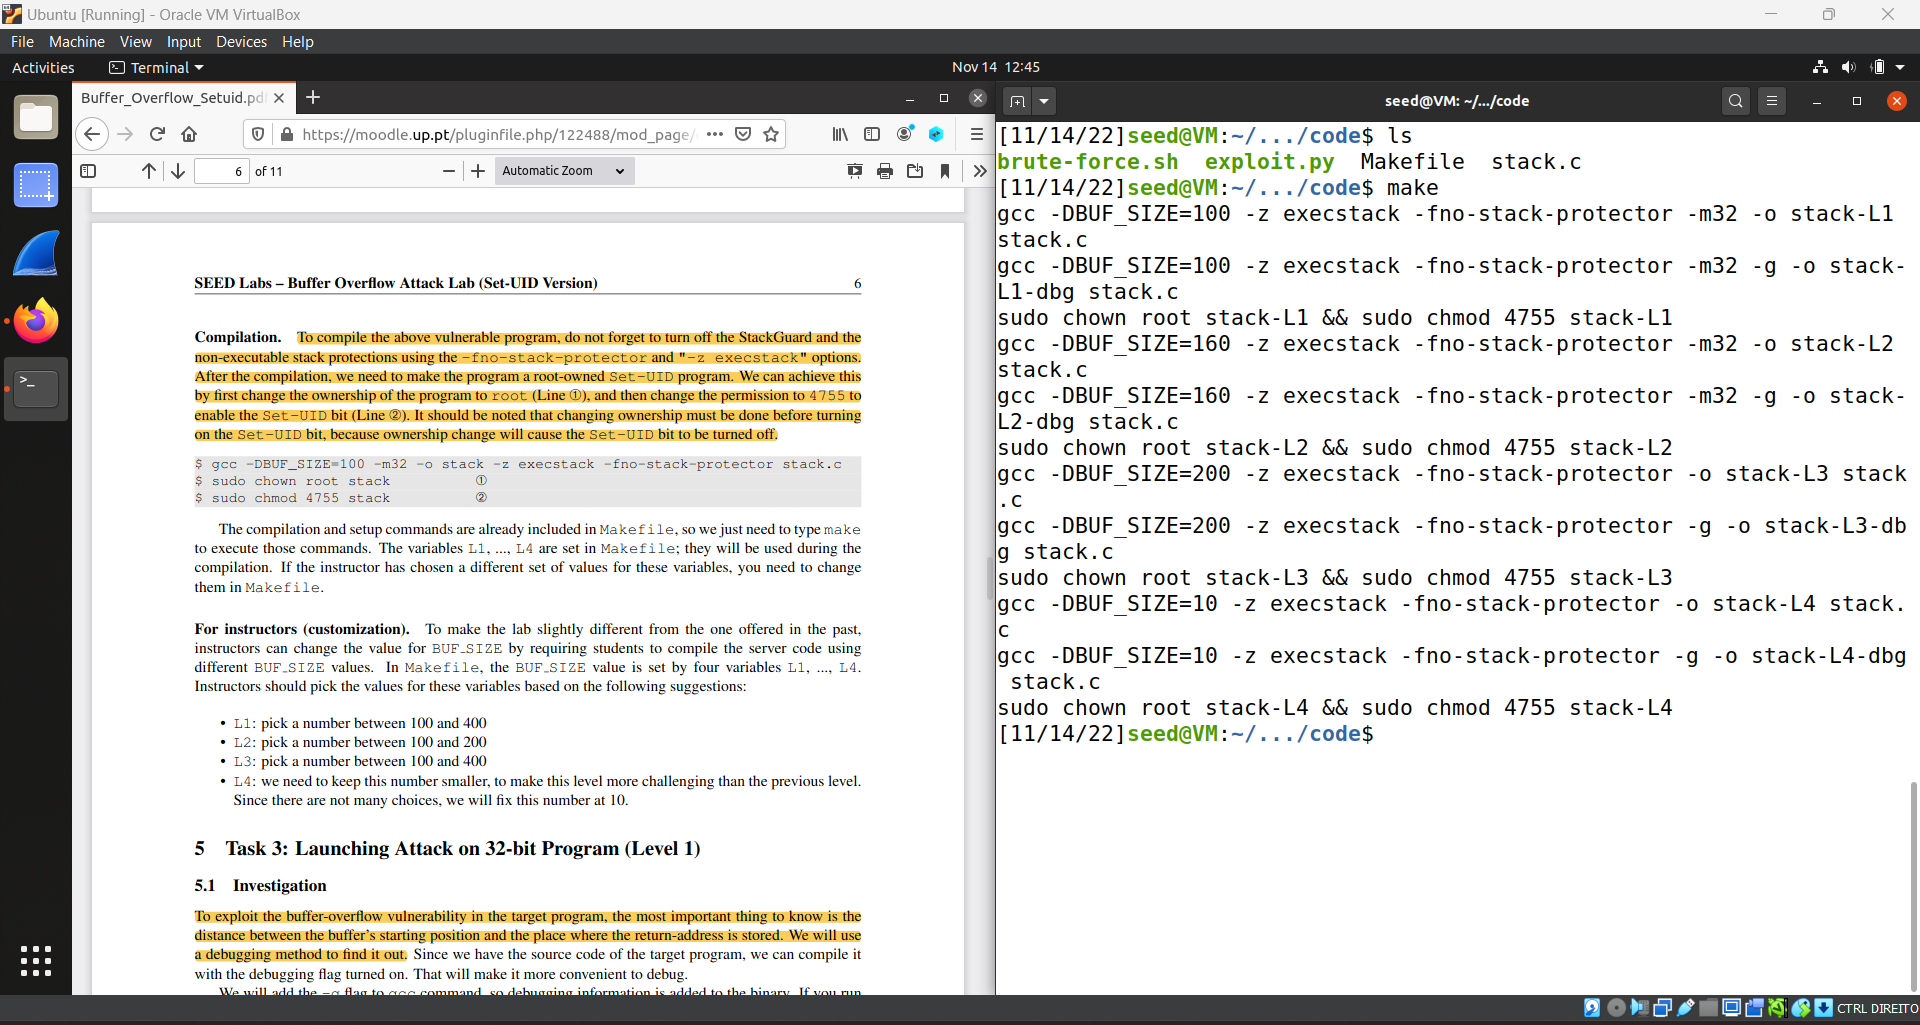 Ubuntu [Running] - Oracle VM VirtualBox
File Machine View Input Devices Help
Activities Terminal Nov 14 12:45
Buffer_Overflow_Setuid.pd
https://moodle.up.pt/pluginfile.php/122488/mod_page/
6 of 11 Automatic Zoom
SEED Labs – Buffer Overflow Attack Lab (Set-UID Version) 6
Compilation. To compile the above vulnerable program, do not forget to turn off the StackGuard and the
non-executable stack protections using the -fno-stack-protector and "-z execstack" options.
After the compilation, we need to make the program a root-owned Set-UID program. We can achieve this
by first change the ownership of the program to root (Line ①), and then change the permission to 4755 to
enable the Set-UID bit (Line ②). It should be noted that changing ownership must be done before turning
on the Set-UID bit, because ownership change will cause the Set-UID bit to be turned off.
$ gcc -DBUF_SIZE=100 -m32 -o stack -z execstack -fno-stack-protector stack.c
$ sudo chown root stack ①
$ sudo chmod 4755 stack ②
The compilation and setup commands are already included in Makefile, so we just need to type make
to execute those commands. The variables L1, ..., L4 are set in Makefile; they will be used during the
compilation. If the instructor has chosen a different set of values for these variables, you need to change
them in Makefile.
For instructors (customization). To make the lab slightly different from the one offered in the past,
instructors can change the value for BUF_SIZE by requiring students to compile the server code using
different BUF_SIZE values. In Makefile, the BUF_SIZE value is set by four variables L1, ..., L4.
Instructors should pick the values for these variables based on the following suggestions:
• L1: pick a number between 100 and 400
• L2: pick a number between 100 and 200
• L3: pick a number between 100 and 400
• L4: we need to keep this number smaller, to make this level more challenging than the previous level.
Since there are not many choices, we will fix this number at 10.
5 Task 3: Launching Attack on 32-bit Program (Level 1)
5.1 Investigation
To exploit the buffer-overflow vulnerability in the target program, the most important thing to know is the
distance between the buffer's starting position and the place where the return-address is stored. We will use
a debugging method to find it out. Since we have the source code of the target program, we can compile it
with the debugging flag turned on. That will make it more convenient to debug.
We will add the -g flag to gcc command, so debugging information is added to the binary. If you run
seed@VM: ~/.../code
[11/14/22]seed@VM:~/.../code$ ls
brute-force.sh exploit.py Makefile stack.c
[11/14/22]seed@VM:~/.../code$ make
gcc -DBUF_SIZE=100 -z execstack -fno-stack-protector -m32 -o stack-L1
stack.c
gcc -DBUF_SIZE=100 -z execstack -fno-stack-protector -m32 -g -o stack-
L1-dbg stack.c
sudo chown root stack-L1 && sudo chmod 4755 stack-L1
gcc -DBUF_SIZE=160 -z execstack -fno-stack-protector -m32 -o stack-L2
stack.c
gcc -DBUF_SIZE=160 -z execstack -fno-stack-protector -m32 -g -o stack-
L2-dbg stack.c
sudo chown root stack-L2 && sudo chmod 4755 stack-L2
gcc -DBUF_SIZE=200 -z execstack -fno-stack-protector -o stack-L3 stack
.c
gcc -DBUF_SIZE=200 -z execstack -fno-stack-protector -g -o stack-L3-db
g stack.c
sudo chown root stack-L3 && sudo chmod 4755 stack-L3
gcc -DBUF_SIZE=10 -z execstack -fno-stack-protector -o stack-L4 stack.
c
gcc -DBUF_SIZE=10 -z execstack -fno-stack-protector -g -o stack-L4-dbg
 stack.c
sudo chown root stack-L4 && sudo chmod 4755 stack-L4
[11/14/22]seed@VM:~/.../code$
CTRL DIREITO